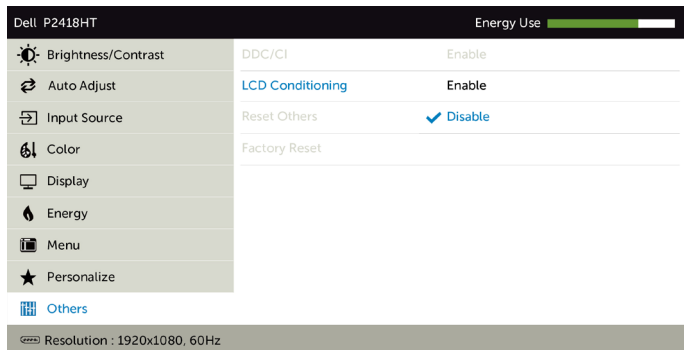 Dell P2418HT Energy Use
Brightness/Contrast DDC/CI Enable
Auto Adjust LCD Conditioning Enable
Input Source Reset Others Disable
Color Factory Reset
Display
Energy
Menu
Personalize
Others
Resolution : 1920x1080, 60Hz